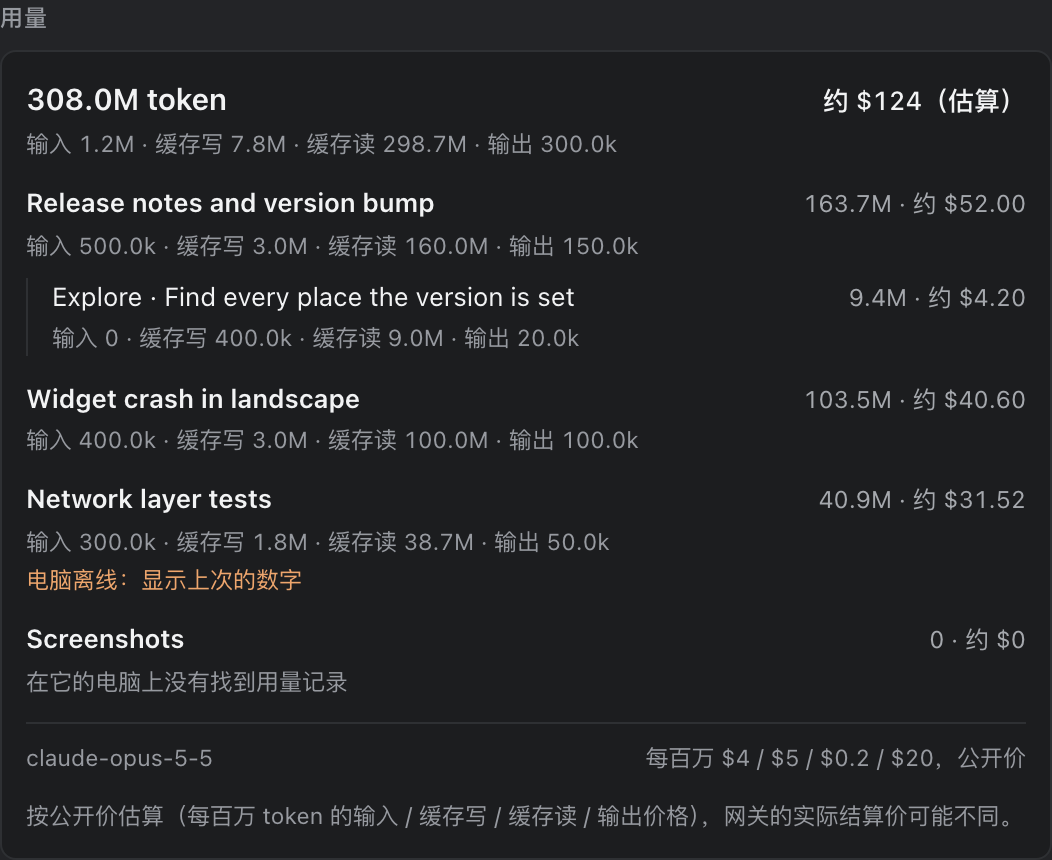 用量
308.0M token 约 $124（估算）
输入 1.2M · 缓存写 7.8M · 缓存读 298.7M · 输出 300.0k
Release notes and version bump 163.7M · 约 $52.00
输入 500.0k · 缓存写 3.0M · 缓存读 160.0M · 输出 150.0k
Explore · Find every place the version is set 9.4M · 约 $4.20
输入 0 · 缓存写 400.0k · 缓存读 9.0M · 输出 20.0k
Widget crash in landscape 103.5M · 约 $40.60
输入 400.0k · 缓存写 3.0M · 缓存读 100.0M · 输出 100.0k
Network layer tests 40.9M · 约 $31.52
输入 300.0k · 缓存写 1.8M · 缓存读 38.7M · 输出 50.0k
电脑离线：显示上次的数字
Screenshots 0 · 约 $0
在它的电脑上没有找到用量记录
claude-opus-5-5 每百万 $4 / $5 / $0.2 / $20，公开价
按公开价估算（每百万 token 的输入 / 缓存写 / 缓存读 / 输出价格），网关的实际结算价可能不同。